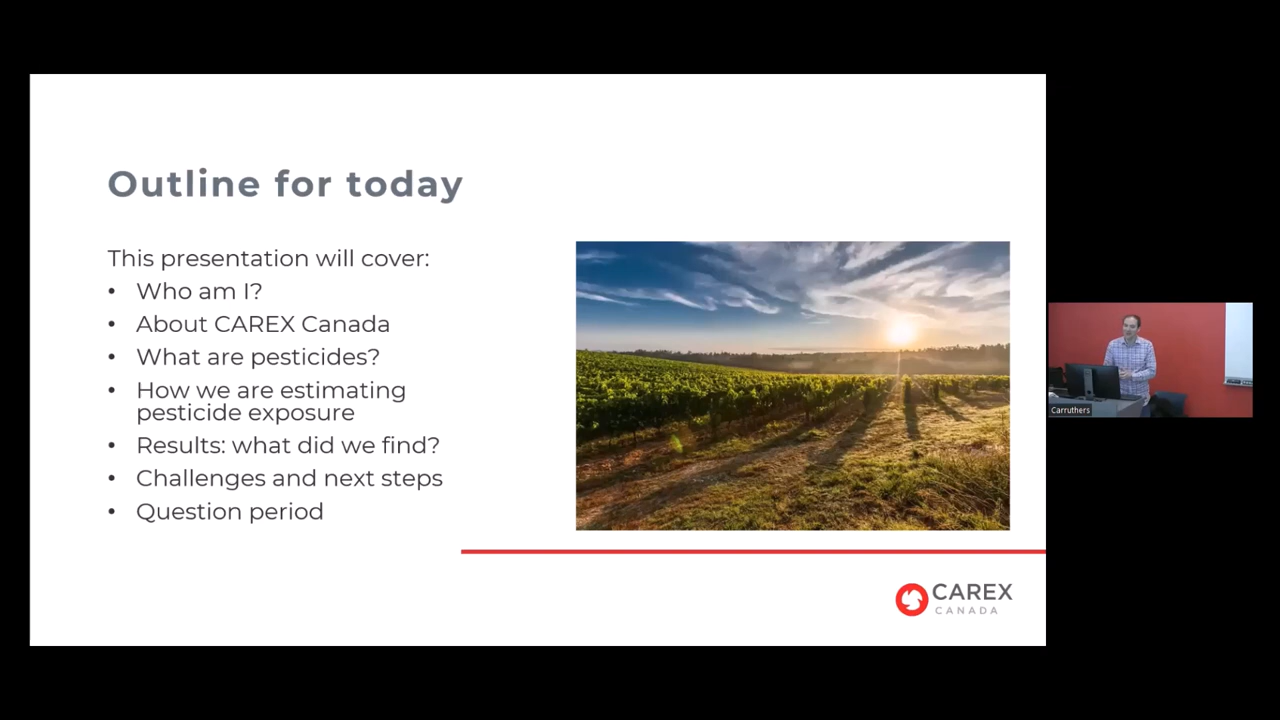 Outline for today
This presentation will cover:
• Who am I?
• About CAREX Canada
• What are pesticides?
• How we are estimating
pesticide exposure
• Results: what did we find?
• Challenges and next steps
• Question period
CAREX
CANADA
Carruthers